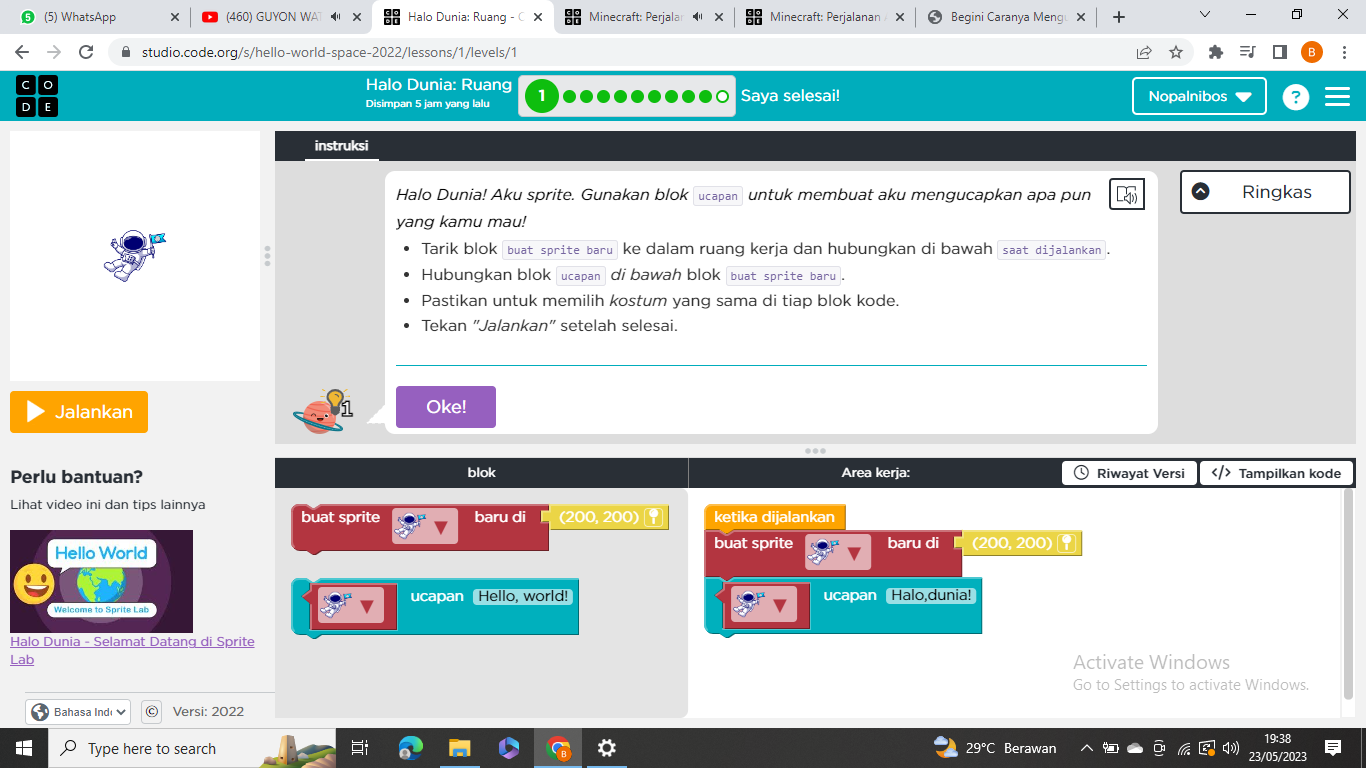 (5) WhatsApp
(460) GUYON WAT
Halo Dunia: Ruang - C
Minecraft: Perjalan
Minecraft: Perjalanan A
Begini Caranya Mengu
studio.code.org/s/hello-world-space-2022/lessons/1/levels/1
B
C O
D E
Halo Dunia: Ruang
Disimpan 5 jam yang lalu
1
Saya selesai!
Nopalnibos
?
instruksi
Halo Dunia! Aku sprite. Gunakan blok ucapan untuk membuat aku mengucapkan apa pun
yang kamu mau!
Tarik blok buat sprite baru ke dalam ruang kerja dan hubungkan di bawah saat dijalankan.
Hubungkan blok ucapan di bawah blok buat sprite baru.
Pastikan untuk memilih kostum yang sama di tiap blok kode.
Tekan "Jalankan" setelah selesai.
Ringkas
Jalankan
1
Oke!
Perlu bantuan?
Lihat video ini dan tips lainnya
Hello World
Welcome to Sprite Lab
Halo Dunia - Selamat Datang di Sprite
Lab
Bahasa Ind
©
Versi: 2022
blok
Area kerja:
Riwayat Versi
</> Tampilkan kode
buat sprite baru di (200, 200)
ucapan Hello, world!
ketika dijalankan
buat sprite baru di (200, 200)
ucapan Halo,dunia!
Activate Windows
Go to Settings to activate Windows.
Type here to search
B
29°C Berawan
19:38
23/05/2023